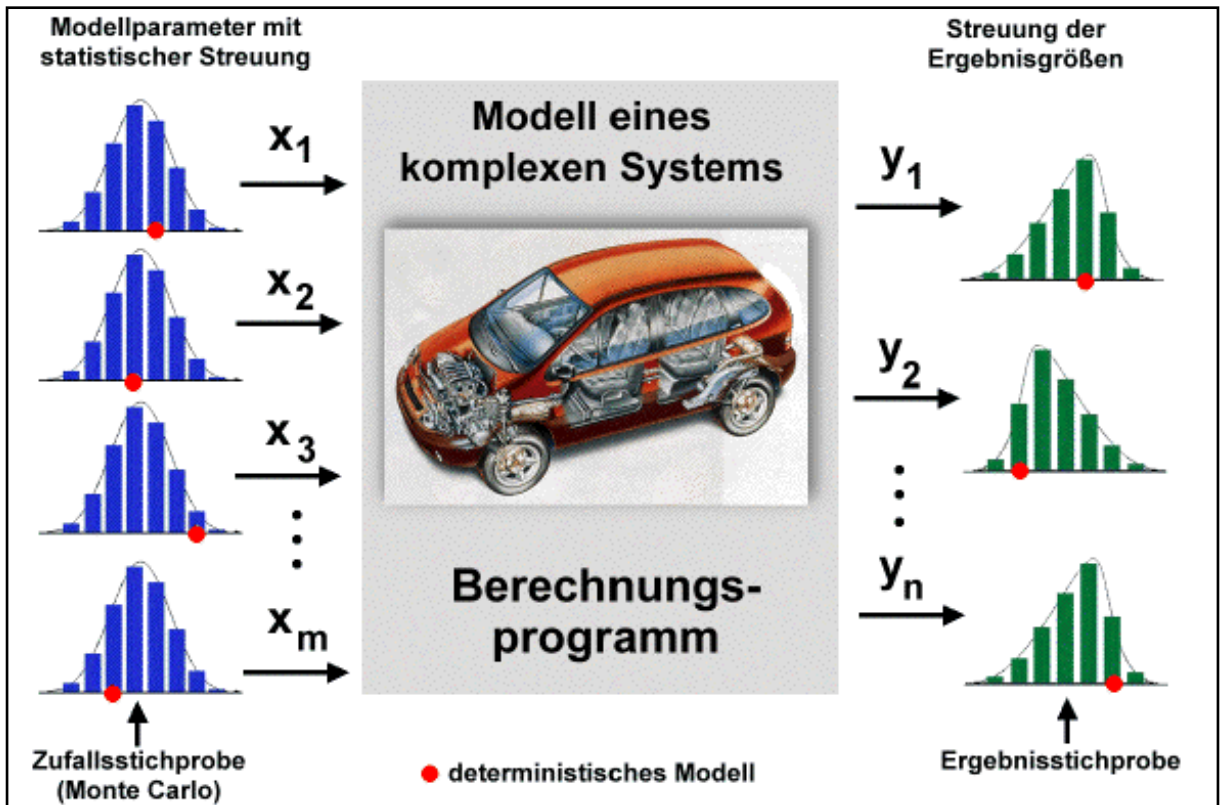 Modellparameter mit
statistischer Streuung
x1
x2
x3
xm
Zufallsstichprobe
(Monte Carlo)
Modell eines
komplexen Systems
Berechnungs-
programm
deterministisches Modell
Streuung der
Ergebnisgrößen
y1
y2
yn
Ergebnisstichprobe